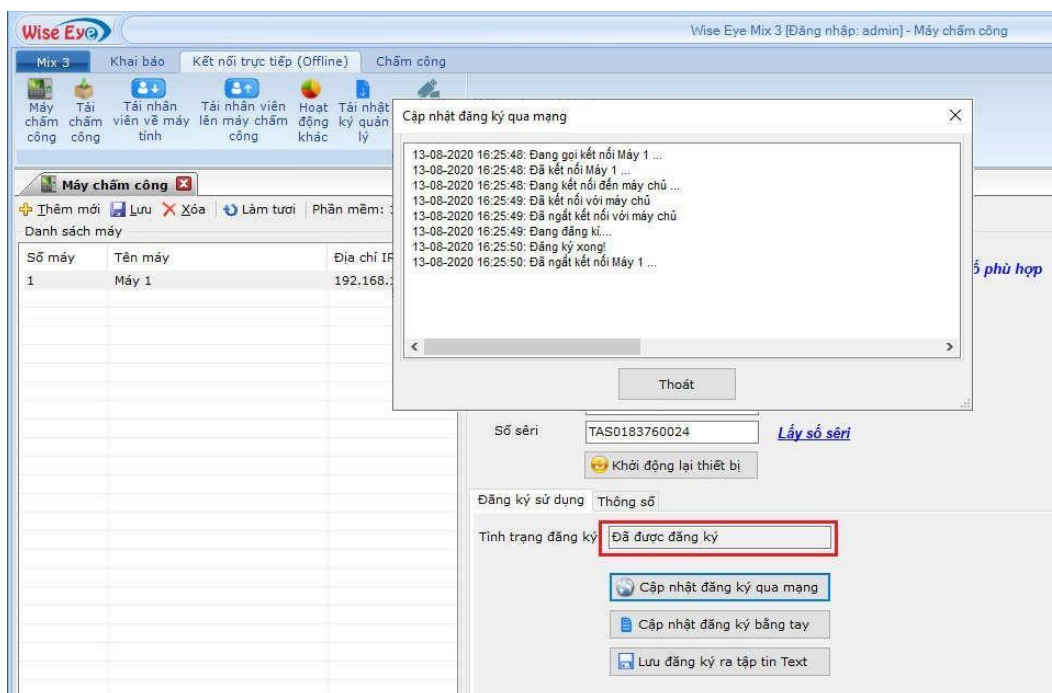 Wise Eye
Wise Eye Mix 3 [Đăng nhập: admin] - Máy chấm công
Mix 3 Khai báo Kết nối trực tiếp (Offline) Chấm công
Máy chấm công
Tải chấm công
Tải nhân viên về máy tính
Tải nhân viên lên máy chấm công
Hoạt động khác
Tải nhật ký quản lý
Cập nhật đăng ký qua mạng
13-08-2020 16:25:48: Đang gọi kết nối Máy 1 ...
13-08-2020 16:25:48: Đã kết nối Máy 1 ...
13-08-2020 16:25:48: Đang kết nối đến máy chủ ...
13-08-2020 16:25:49: Đã kết nối với máy chủ
13-08-2020 16:25:49: Đã ngắt kết nối với máy chủ
13-08-2020 16:25:49: Đang đăng kí....
13-08-2020 16:25:50: Đăng ký xong!
13-08-2020 16:25:50: Đã ngắt kết nối Máy 1 ...
Thoát
Máy chấm công
Thêm mới Lưu Xóa Làm tươi Phần mềm:
Danh sách máy
Số máy Tên máy Địa chỉ IP
1 Máy 1 192.168.
phù hợp
Số sêri TAS0183760024 Lấy số sêri
Khởi động lại thiết bị
Đăng ký sử dụng Thông số
Tình trạng đăng ký Đã được đăng ký
Cập nhật đăng ký qua mạng
Cập nhật đăng ký bằng tay
Lưu đăng ký ra tập tin Text